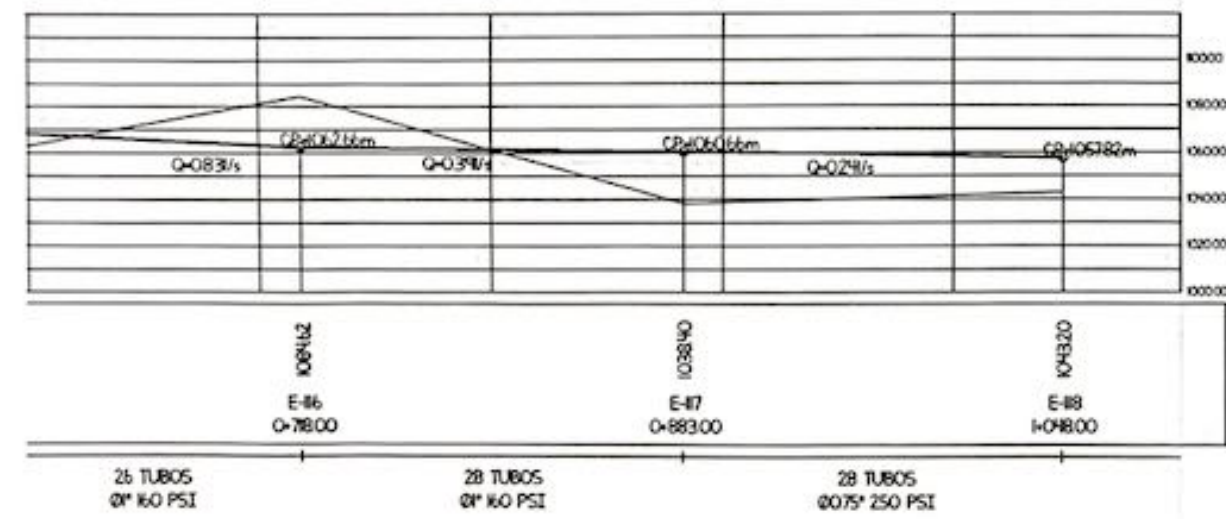 1100.00
1080.00
CP=1062.66m
CP=1060.66m
CP=1057.82m
1060.00
Q=0.83l/s
Q=0.39l/s
Q=0.29l/s
1040.00
1020.00
1000.00
1084.62
1038.40
1043.20
E-116
E-117
E-118
0+718.00
0+883.00
1+048.00
26 TUBOS
28 TUBOS
28 TUBOS
Ø1" 160 PSI
Ø1" 160 PSI
Ø0.75" 250 PSI